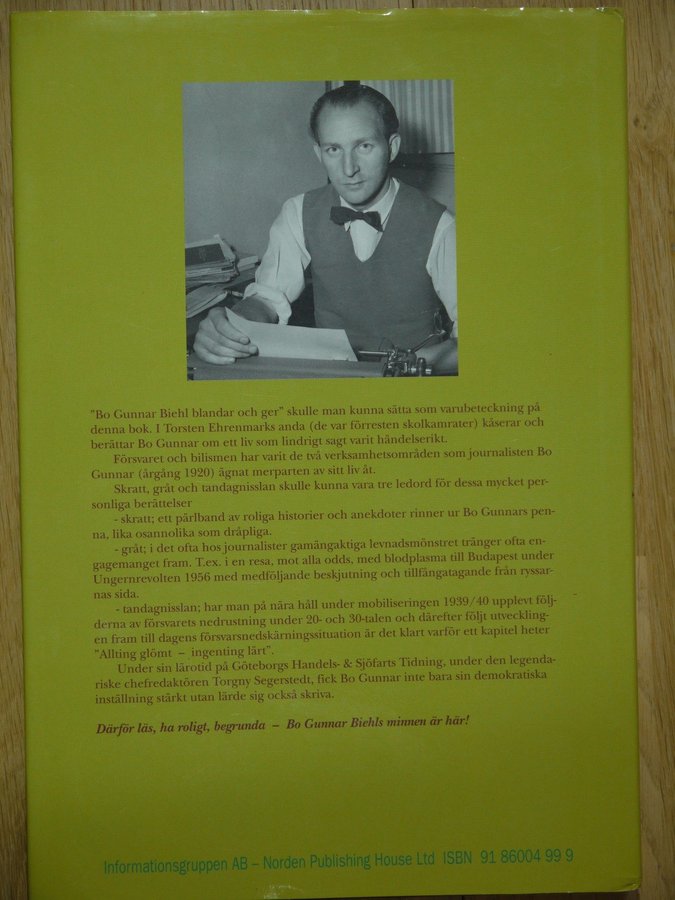 "Bo Gunnar Biehl blandar och ger" skulle man kunna sätta som varubeteckning på
denna bok. I Torsten Ehrenmarks anda (de var förresten skolkamrater) kåserar och
berättar Bo Gunnar om ett liv som lindrigt sagt varit händelserikt.
Försvaret och bilismen har varit de två verksamhetsområden som journalisten Bo
Gunnar (årgång 1920) ägnat merparten av sitt liv åt.
Skratt, gråt och tandagnisslan skulle kunna vara tre ledord för dessa mycket per-
sonliga berättelser
- skratt; ett pärlband av roliga historier och anekdoter rinner ur Bo Gunnars pen-
na, lika osannolika som dråpliga.
- gråt; i det ofta hos journalister gamängaktiga levnadsmönstret tränger ofta en-
gagemanget fram. T.ex. i en resa, mot alla odds, med blodplasma till Budapest under
Ungernrevolten 1956 med medföljande beskjutning och tillfångatagande från ryssar-
nas sida.
- tandagnisslan; har man på nära håll under mobiliseringen 1939/40 upplevt följ-
derna av försvarets nedrustning under 20- och 30-talen och därefter följt utveckling-
en fram till dagens försvarsnedskärningssituation är det klart varför ett kapitel heter
"Allting glömt – ingenting lärt".
Under sin lärotid på Göteborgs Handels- & Sjöfarts Tidning, under den legenda-
riske chefredaktören Torgny Segerstedt, fick Bo Gunnar inte bara sin demokratiska
inställning stärkt utan lärde sig också skriva.
Därför läs, ha roligt, begrunda – Bo Gunnar Biehls minnen är här!
Informationsgruppen AB – Norden Publishing House Ltd ISBN 91 86004 99 9